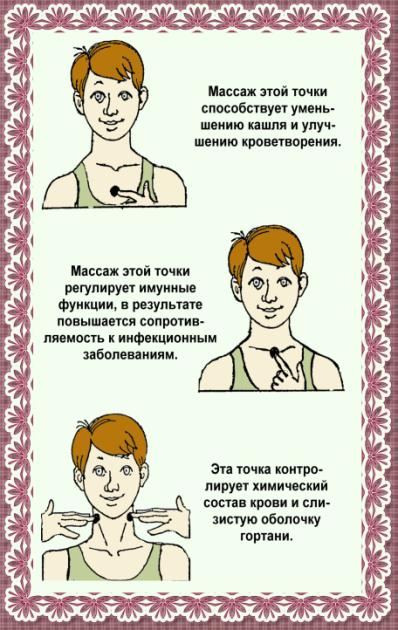 Массаж этой точки
способствует умень-
шению кашля и улуч-
шению кроветворения.
Массаж этой точки
регулирует имунные
функции, в результате
повышается сопротив-
ляемость к инфекционным
заболеваниям.
Эта точка контро-
лирует химический
состав крови и сли-
зистую оболочку
гортани.